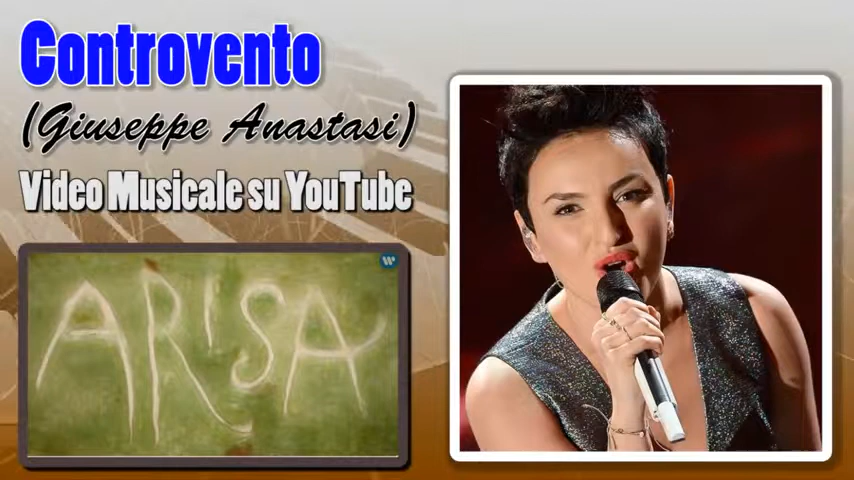 Controvento
(Giuseppe Anastasi)
Video Musicale su YouTube
ARISA